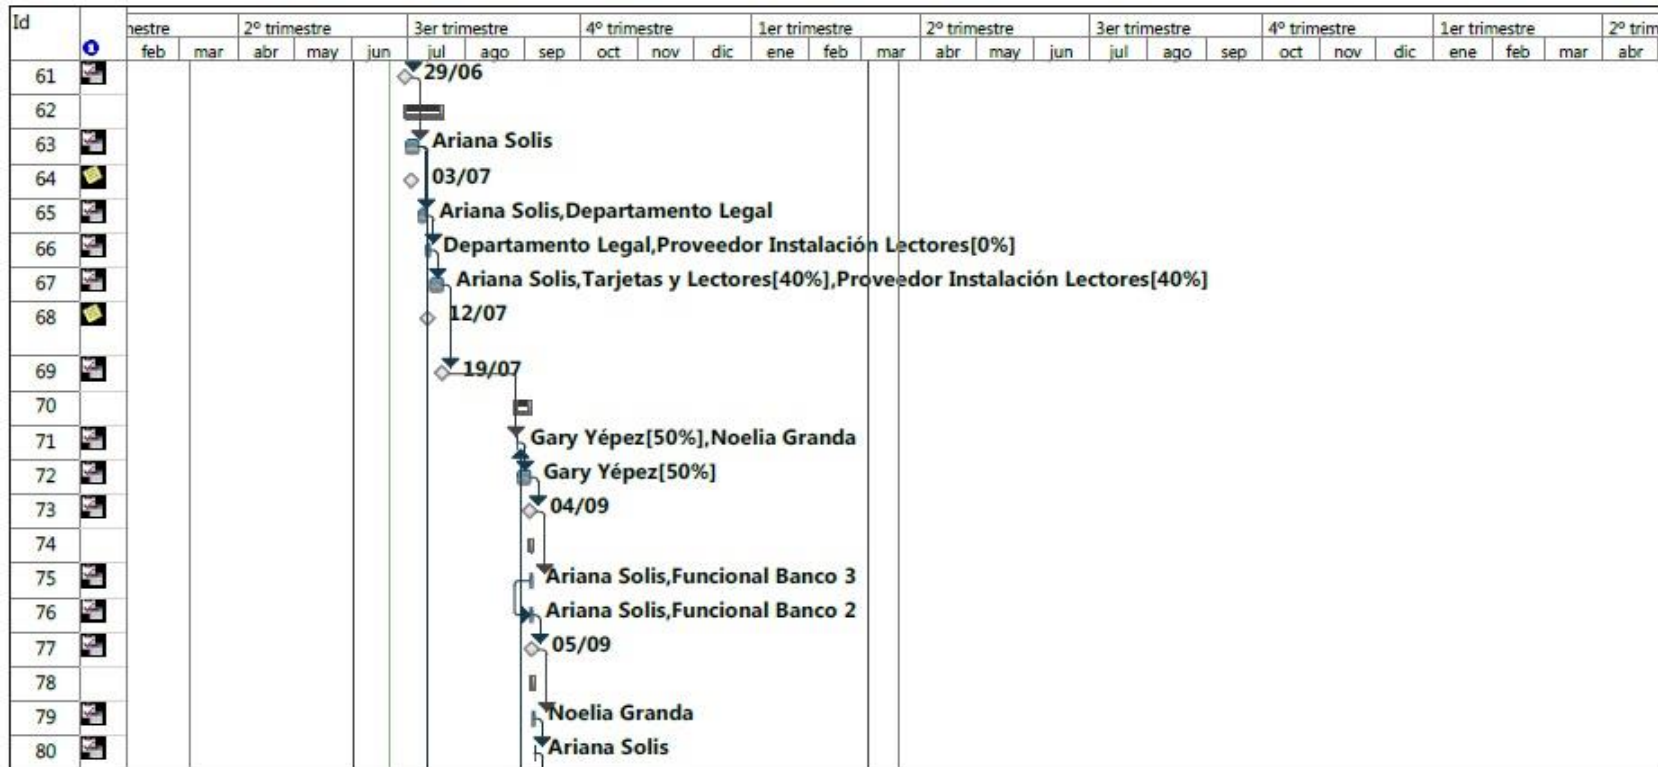 Id
nestre 2º trimestre 3er trimestre 4º trimestre 1er trimestre 2º trimestre 3er trimestre 4º trimestre 1er trimestre 2º trim
feb mar abr may jun jul ago sep oct nov dic ene feb mar abr may jun jul ago sep oct nov dic ene feb mar abr
61 29/06
62
63 Ariana Solis
64 03/07
65 Ariana Solis,Departamento Legal
66 Departamento Legal,Proveedor Instalación Lectores[0%]
67 Ariana Solis,Tarjetas y Lectores[40%],Proveedor Instalación Lectores[40%]
68 12/07
69 19/07
70
71 Gary Yépez[50%],Noelia Granda
72 Gary Yépez[50%]
73 04/09
74
75 Ariana Solis,Funcional Banco 3
76 Ariana Solis,Funcional Banco 2
77 05/09
78
79 Noelia Granda
80 Ariana Solis